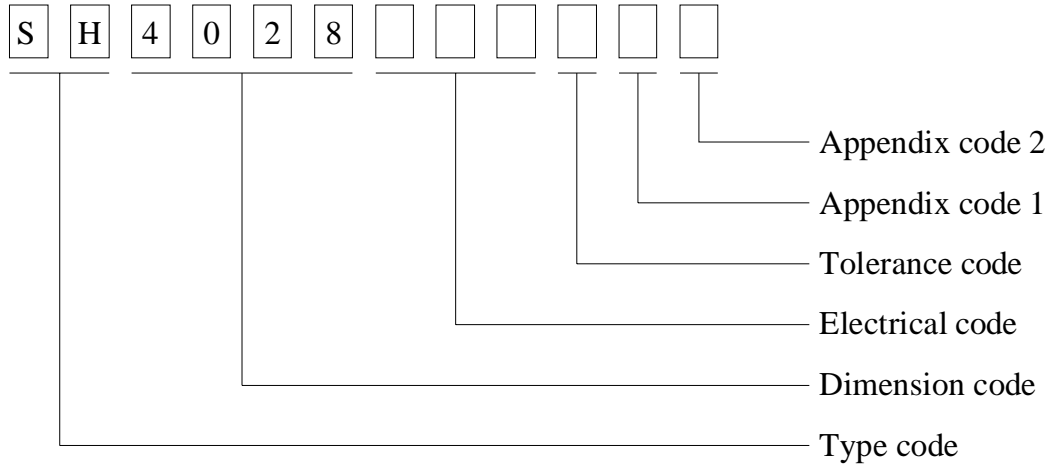 S H 4 0 2 8
Appendix code 2
Appendix code 1
Tolerance code
Electrical code
Dimension code
Type code